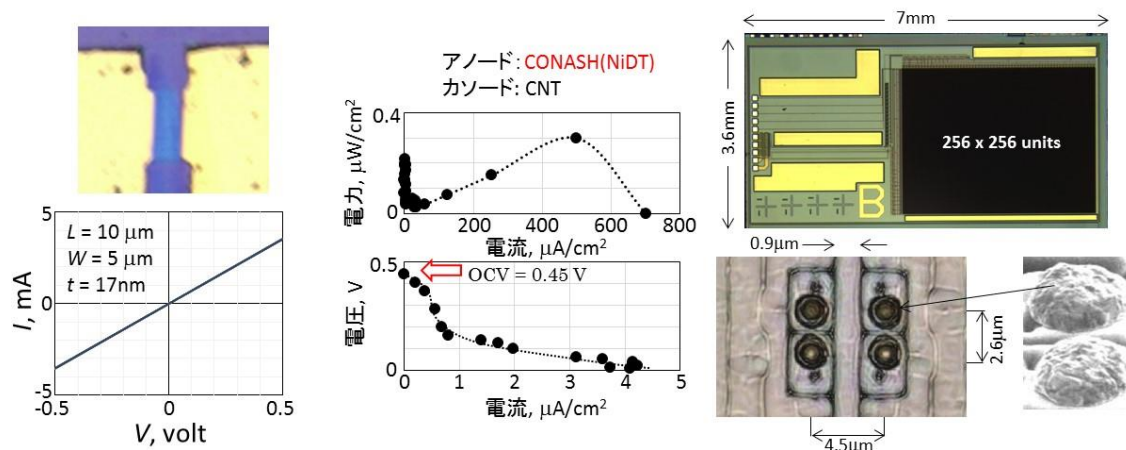 5
L = 10 μm
W = 5 μm
t = 17nm
I, mA
0
-5
-0.5
0
0.5
V, volt
アノード: CONASH(NiDT)
カソード: CNT
電力, μW/cm2
0.4
0
0
200
400
600
800
電流, μA/cm2
電圧, V
0.5
OCV = 0.45 V
0.0
0
1
2
3
4
5
電流, μA/cm2
7mm
3.6mm
256 x 256 units
B
0.9μm
2.6μm
4.5μm